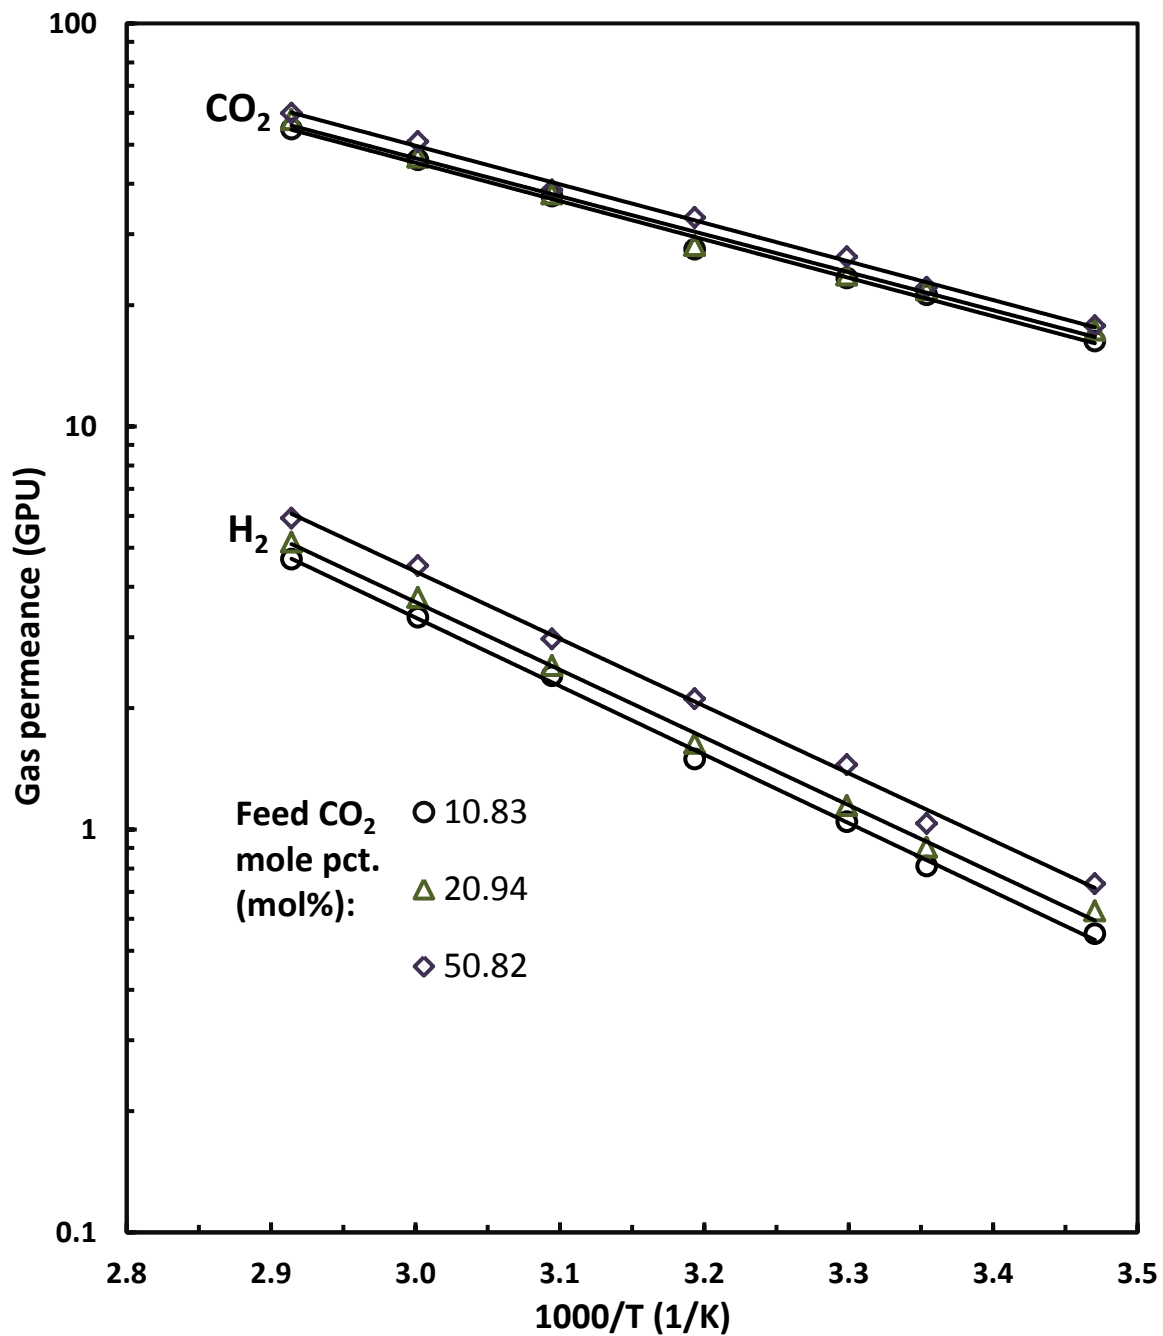 100
CO2
10
Gas permeance (GPU)
H2
Feed CO2
mole pct.
(mol%):
10.83
20.94
50.82
1
0.1
2.8 2.9 3.0 3.1 3.2 3.3 3.4 3.5
1000/T (1/K)